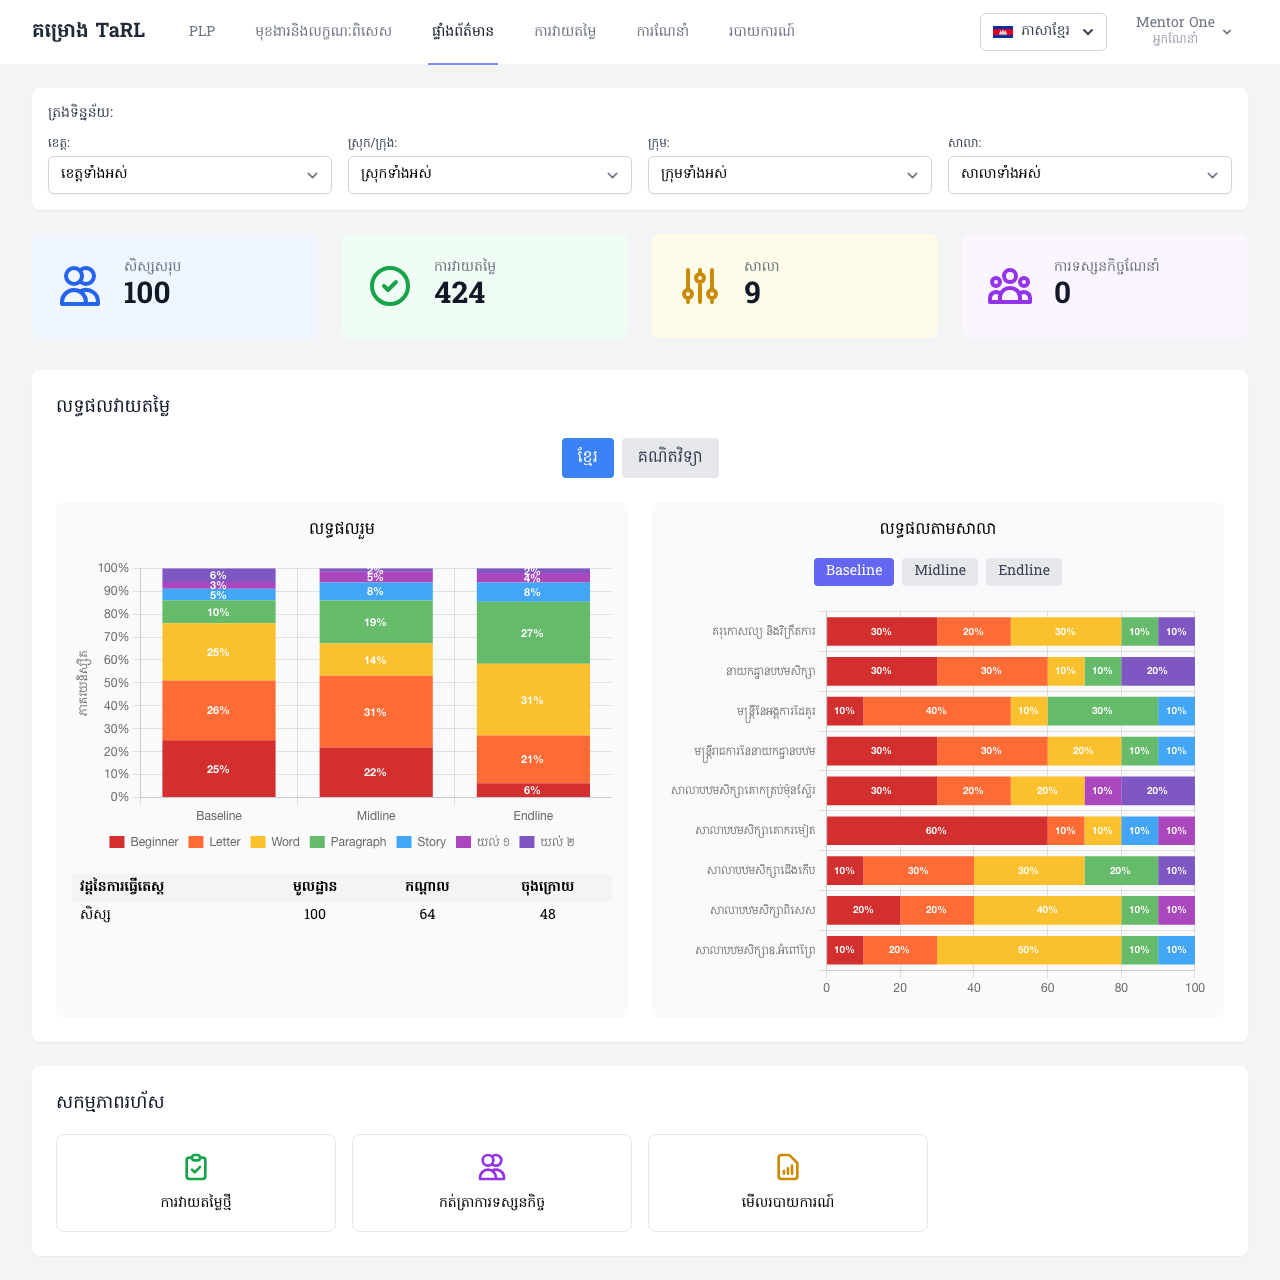 គម្រោង TaRL
PLP
មុខងារនិងលក្ខណៈពិសេស
ផ្ទាំងព័ត៌មាន
ការវាយតម្លៃ
ការណែនាំ
របាយការណ៍
ភាសាខ្មែរ
Mentor One
អ្នកណែនាំ
ត្រងទិន្នន័យ:
ខេត្ត:
ស្រុក/ក្រុង:
ក្រុម:
សាលា:
ខេត្តទាំងអស់
ស្រុកទាំងអស់
ក្រុមទាំងអស់
សាលាទាំងអស់
សិស្សសរុប
100
ការវាយតម្លៃ
424
សាលា
9
ការទស្សនកិច្ចណែនាំ
0
លទ្ធផលវាយតម្លៃ
ខ្មែរ
គណិតវិទ្យា
លទ្ធផលរួម
100%
90%
80%
70%
60%
50%
40%
30%
20%
10%
0%
ភាគរយនិស្សិត
6%
3%
5%
10%
25%
26%
25%
2%
5%
8%
19%
14%
31%
22%
2%
4%
8%
27%
31%
21%
6%
Baseline
Midline
Endline
Beginner
Letter
Word
Paragraph
Story
យល់ ១
យល់ ២
វដ្តនៃការធ្វើតេស្ត
មូលដ្ឋាន
កណ្តាល
ចុងក្រោយ
សិស្ស
100
64
48
លទ្ធផលតាមសាលា
Baseline
Midline
Endline
គរុកោសល្យ និងវិក្រឹតការ
30%
20%
30%
10%
10%
នាយកដ្ឋានបឋមសិក្សា
30%
30%
10%
10%
20%
មន្ត្រីនៃអង្គការដៃគូរ
10%
40%
10%
30%
10%
មន្ត្រីរាជការនៃនាយកដ្ឋានបឋម
30%
30%
20%
10%
10%
សាលាបឋមសិក្សាគោកគ្រប់ម៉ុនស្ទៀរ
30%
20%
20%
10%
20%
សាលាបឋមសិក្សាគោករមៀត
60%
10%
10%
10%
10%
សាលាបឋមសិក្សាជើងកើប
10%
30%
30%
20%
10%
សាលាបឋមសិក្សាពិសេស
20%
20%
40%
10%
10%
សាលាបឋមសិក្សាឧ.អំពៅព្រៃ
10%
20%
50%
10%
10%
0
20
40
60
80
100
សកម្មភាពរហ័ស
ការវាយតម្លៃថ្មី
កត់ត្រាការទស្សនកិច្ច
មើលរបាយការណ៍